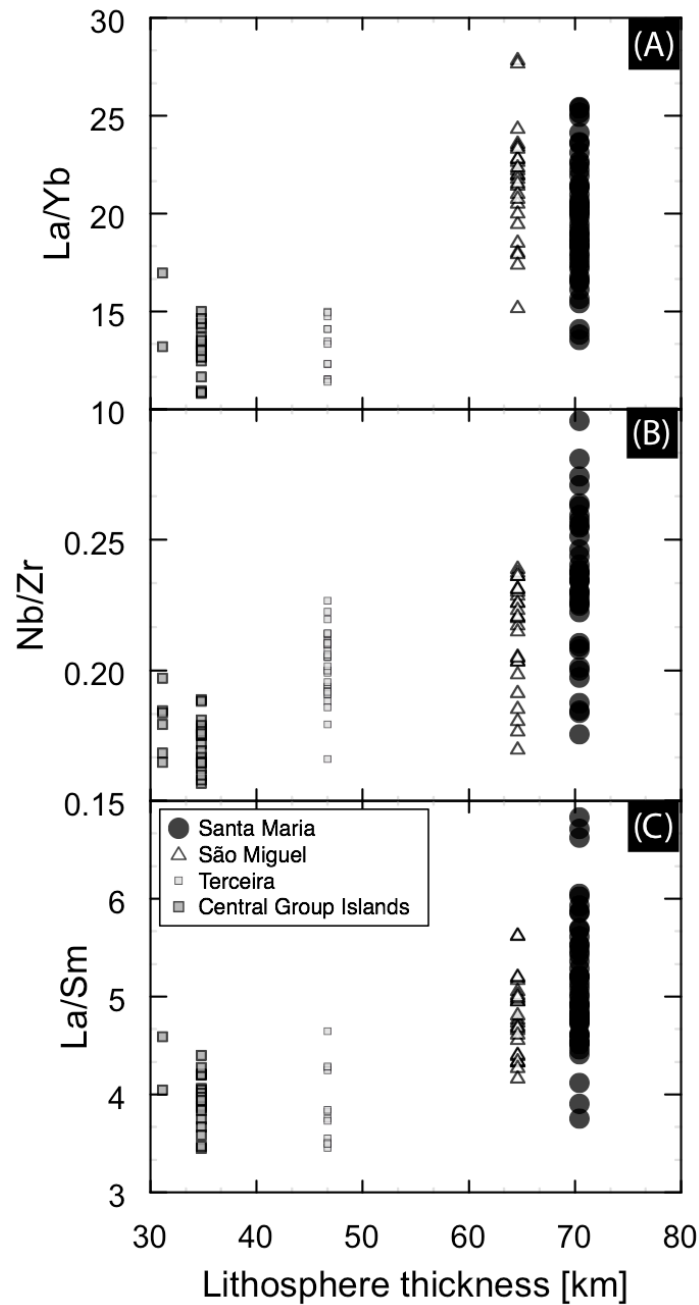 (A)
30
25
20
15
10
La/Yb
(B)
0.25
0.20
0.15
Nb/Zr
(C)
Santa Maria
São Miguel
Terceira
Central Group Islands
6
5
4
3
La/Sm
30 40 50 60 70 80
Lithosphere thickness [km]